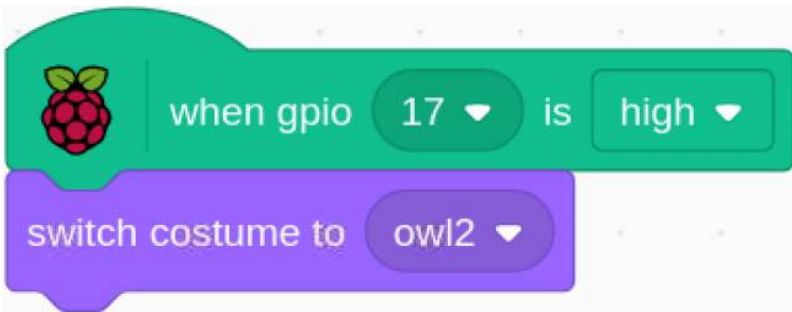 when gpio 17 is high
switch costume to owl2